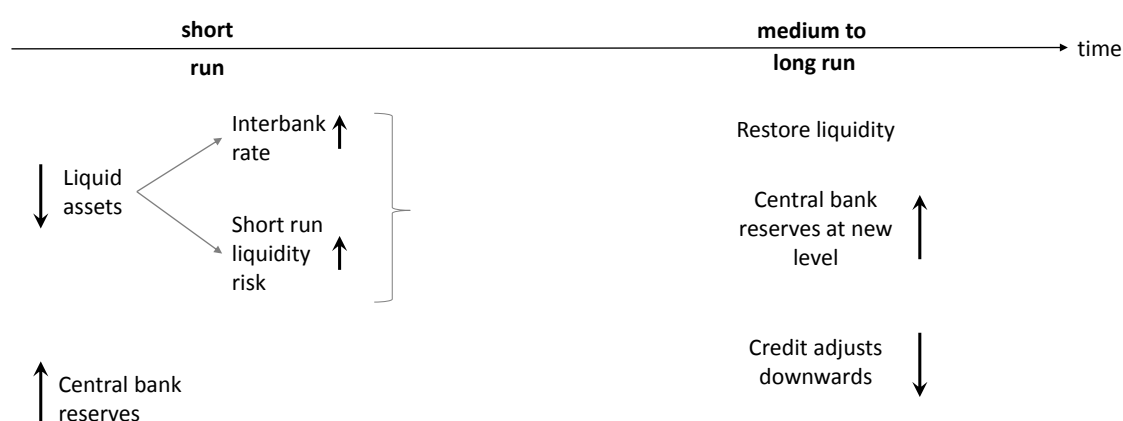 short
run
medium to
long run
time
Interbank
rate
Liquid
assets
Short run
liquidity
risk
Central bank
reserves
Restore liquidity
Central bank
reserves at new
level
Credit adjusts
downwards